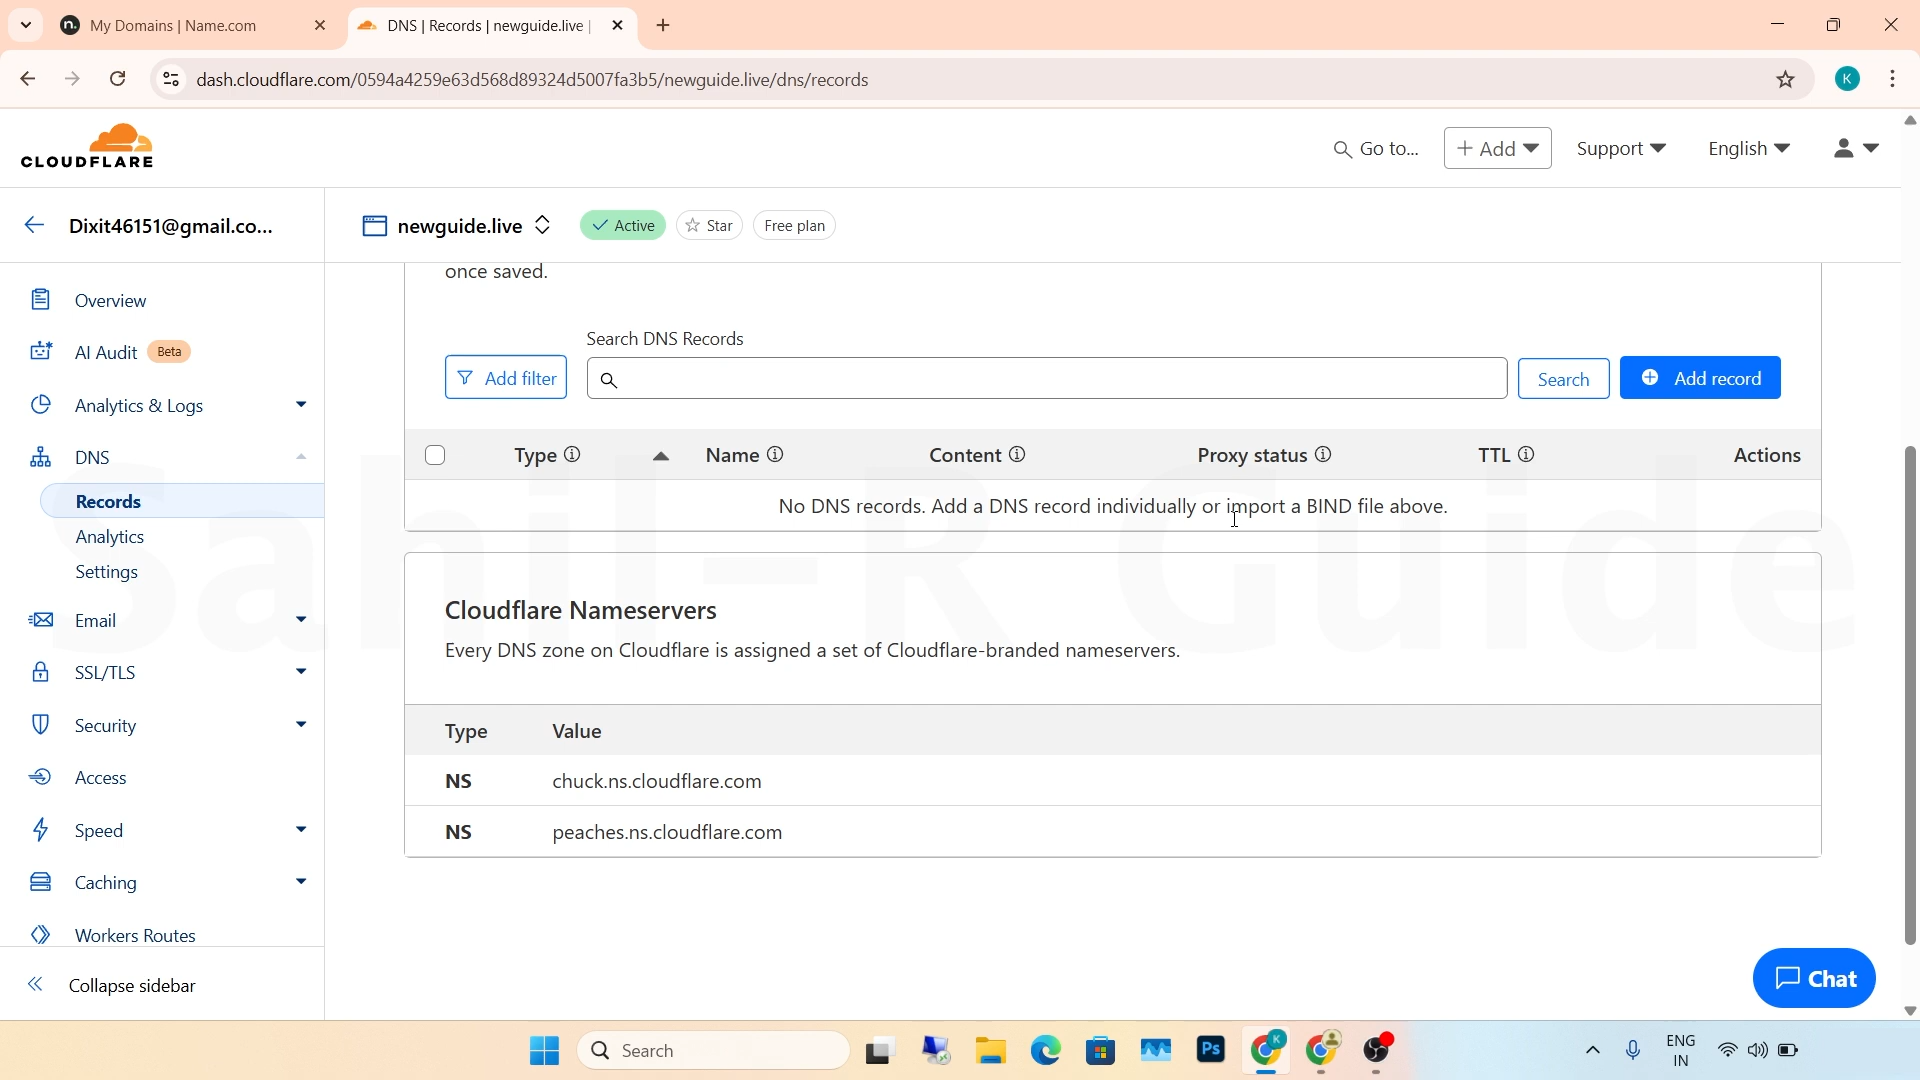 My Domains | Name.com
DNS | Records | newguide.live |
dash.cloudflare.com/0594a4259e63d568d89324d5007fa3b5/newguide.live/dns/records
K
CLOUDFLARE
Go to...
Add
Support
English
Dixit46151@gmail.co...
newguide.live
Active
Star
Free plan
Overview
AI Audit Beta
Analytics & Logs
DNS
Records
Analytics
Settings
Email
SSL/TLS
Security
Access
Speed
Caching
Workers Routes
Collapse sidebar
once saved.
Search DNS Records
Add filter
Search
Add record
Type Name Content Proxy status TTL Actions
No DNS records. Add a DNS record individually or import a BIND file above.
Sahil-R Guide
Cloudflare Nameservers
Every DNS zone on Cloudflare is assigned a set of Cloudflare-branded nameservers.
Type Value
NS chuck.ns.cloudflare.com
NS peaches.ns.cloudflare.com
Chat
Search
Ps
K
ENG
IN